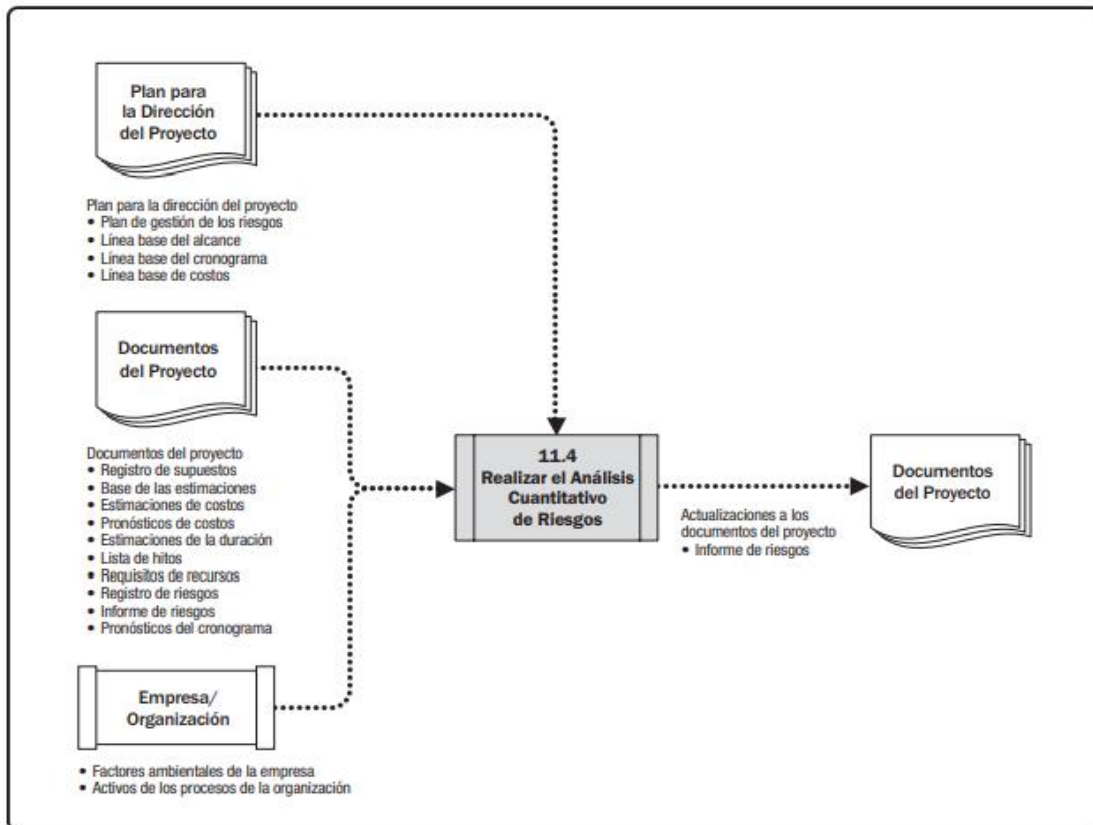 Plan para
la Dirección
del Proyecto
Plan para la dirección del proyecto
• Plan de gestión de los riesgos
• Línea base del alcance
• Línea base del cronograma
• Línea base de costos
Documentos
del Proyecto
Documentos del proyecto
• Registro de supuestos
• Base de las estimaciones
• Estimaciones de costos
• Pronósticos de costos
• Estimaciones de la duración
• Lista de hitos
• Requisitos de recursos
• Registro de riesgos
• Informe de riesgos
• Pronósticos del cronograma
Empresa/
Organización
• Factores ambientales de la empresa
• Activos de los procesos de la organización
11.4
Realizar el Análisis
Cuantitativo
de Riesgos
Actualizaciones a los
documentos del proyecto
• Informe de riesgos
Documentos
del Proyecto